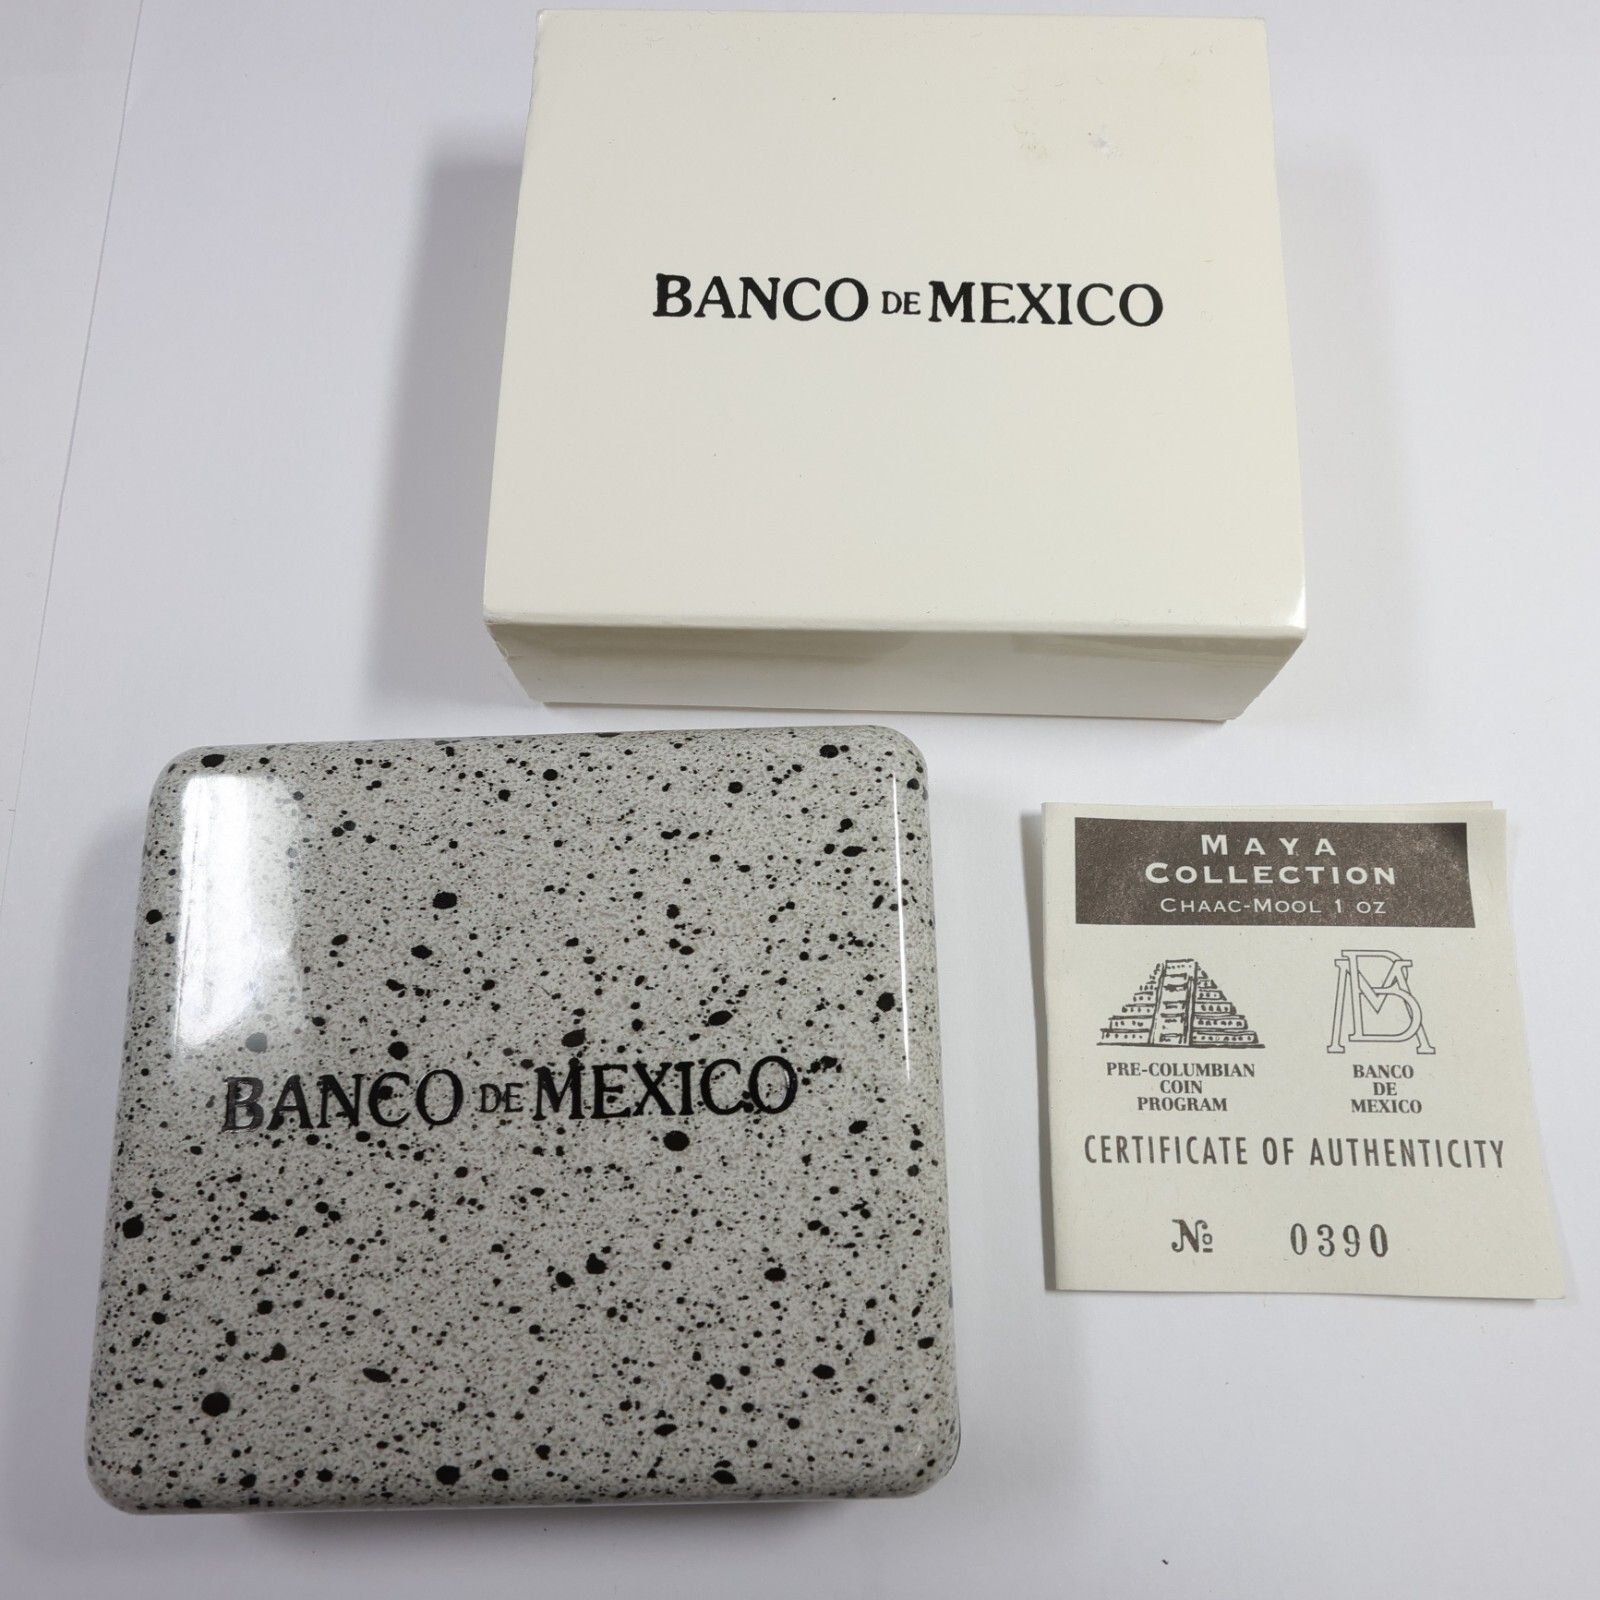 BANCO DE MEXICO
BANCO DE MEXICO
MAYA
COLLECTION
CHAAC-MOOL 1 OZ
PRE-COLUMBIAN
COIN
PROGRAM
BM
BANCO
DE
MEXICO
CERTIFICATE OF AUTHENTICITY
№ 0390